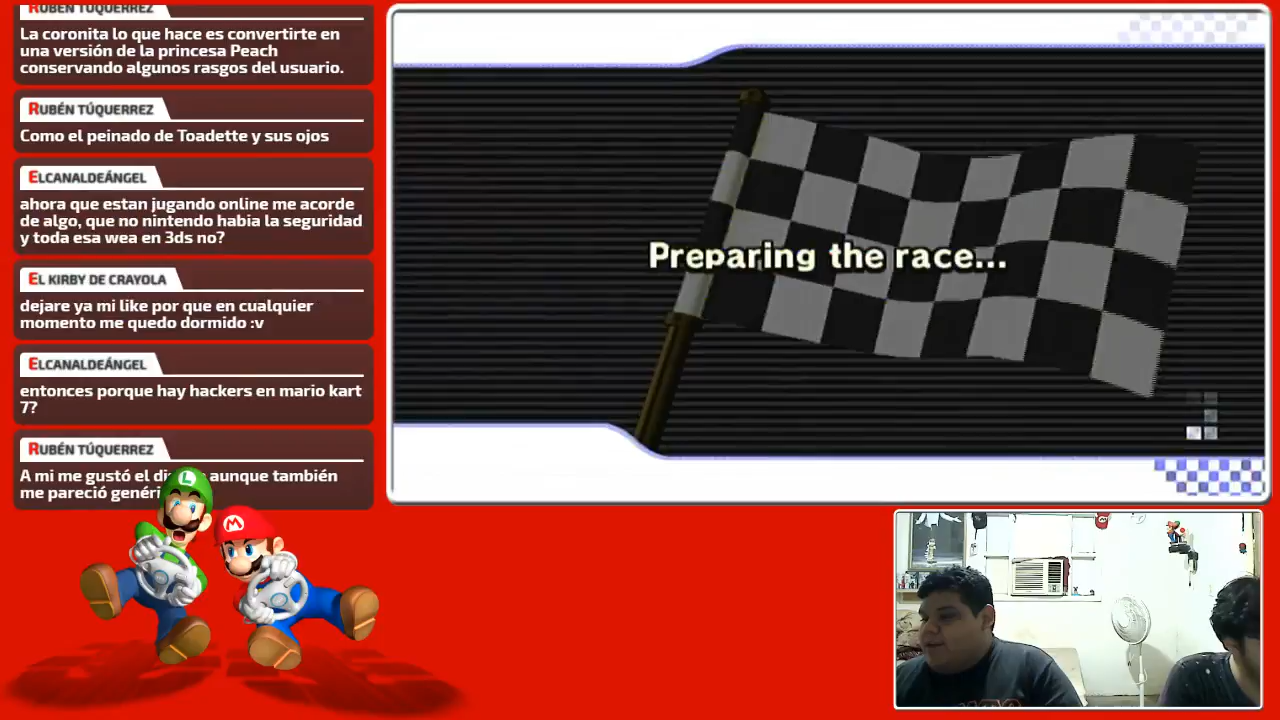 RUBÉN TÚQUERREZ
La coronita lo que hace es convertirte en
una versión de la princesa Peach
conservando algunos rasgos del usuario.
RUBÉN TÚQUERREZ
Como el peinado de Toadette y sus ojos
ELCANALDEÁNGEL
ahora que estan jugando online me acorde
de algo, que no nintendo habia la seguridad
y toda esa wea en 3ds no?
EL KIRBY DE CRAYOLA
dejare ya mi like por que en cualquier
momento me quedo dormido :v
ELCANALDEÁNGEL
entonces porque hay hackers en mario kart
7?
RUBÉN TÚQUERREZ
A mi me gustó el aunque también
me pareció
Preparing the race...
L
M